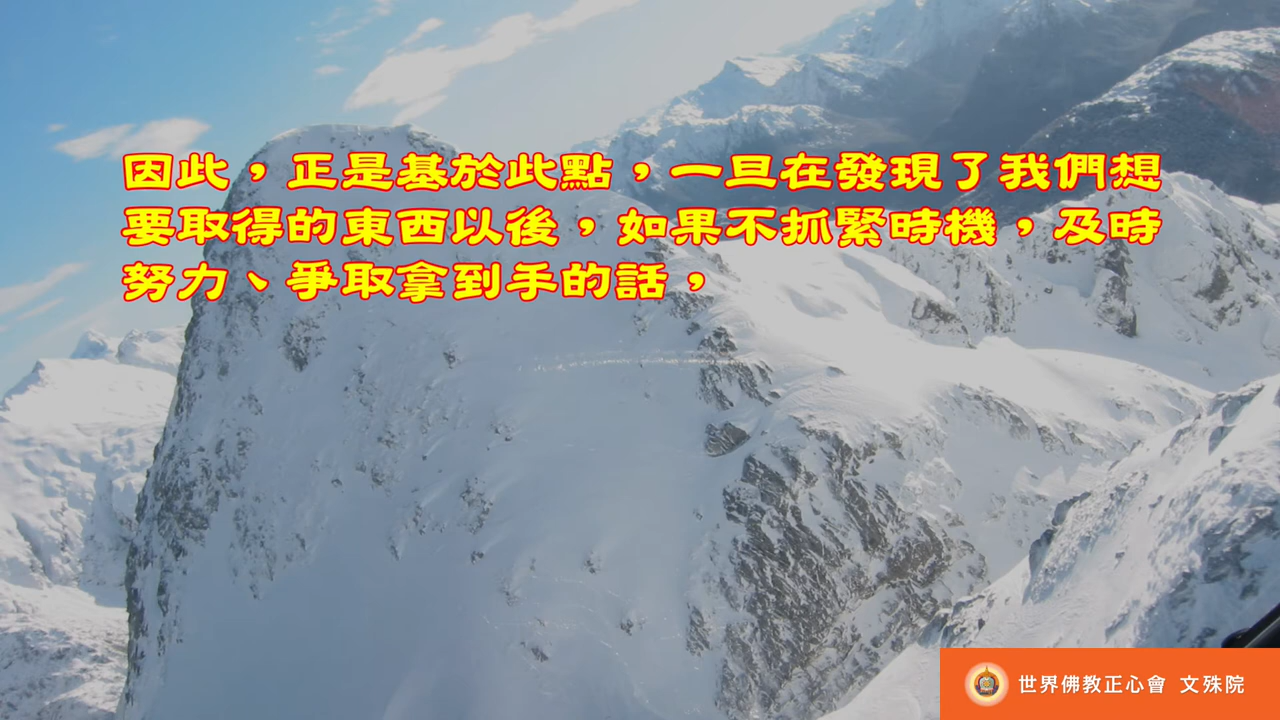 因此，正是基於此點，一旦在發現了我們想
要取得的東西以後，如果不抓緊時機，及時
努力、爭取拿到手的話，
世界佛教正心會 文殊院